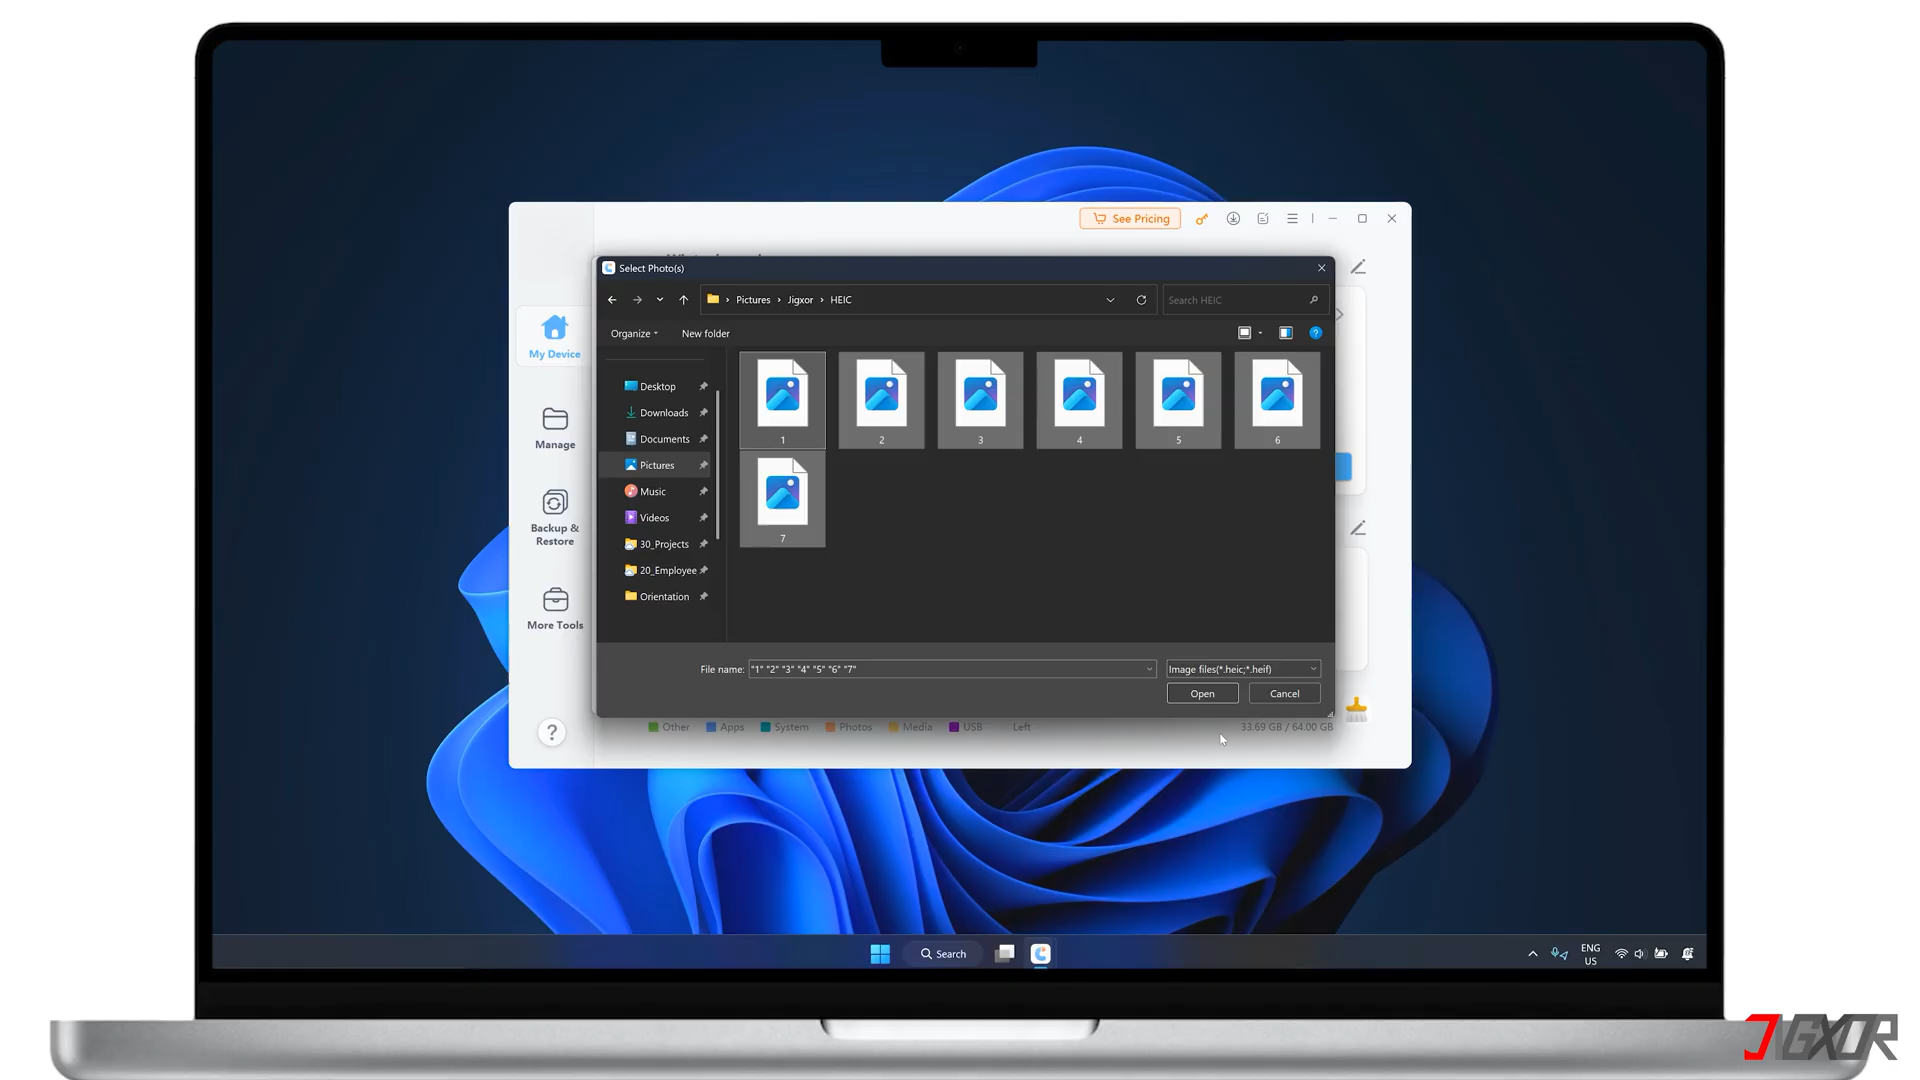 See Pricing
Select Photo(s)
Pictures
Jigxor
HEIC
Search HEIC
Organize
New folder
My Device
Manage
Backup &
Restore
More Tools
?
Desktop
Downloads
Documents
Pictures
Music
Videos
30_Projects
20_Employee
Orientation
1
2
3
4
5
6
7
File name:
"1" "2" "3" "4" "5" "6" "7"
Image files(*.heic;*.heif)
Open
Cancel
Other
Apps
System
Photos
Media
USB
Left
33.69 GB / 64.00 GB
Search
ENG
US
JIGXOR